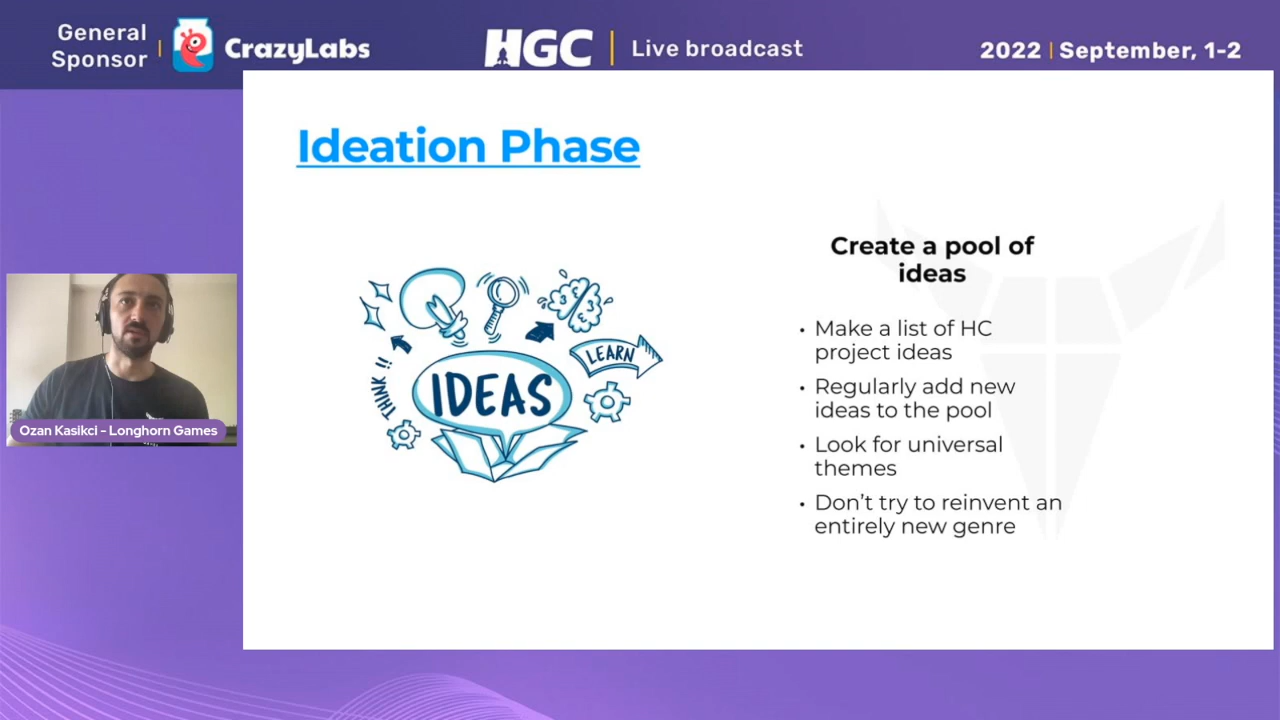 General
Sponsor
CrazyLabs
HGC
Live broadcast
2022 | September, 1-2
Ideation Phase
Create a pool of
ideas
• Make a list of HC
project ideas
• Regularly add new
ideas to the pool
• Look for universal
themes
• Don’t try to reinvent an
entirely new genre
LEARN
THINK !!
IDEAS
Ozan Kasikci - Longhorn Games